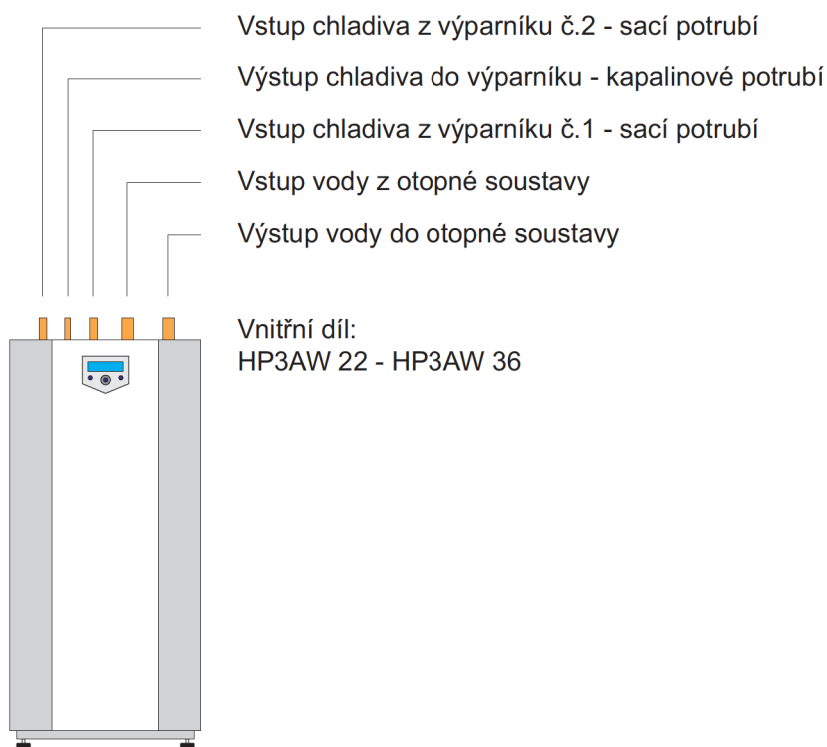 Vstup chladiva z výparníku č.2 - sací potrubí
Výstup chladiva do výparníku - kapalinové potrubí
Vstup chladiva z výparníku č.1 - sací potrubí
Vstup vody z otopné soustavy
Výstup vody do otopné soustavy
Vnitřní díl:
HP3AW 22 - HP3AW 36